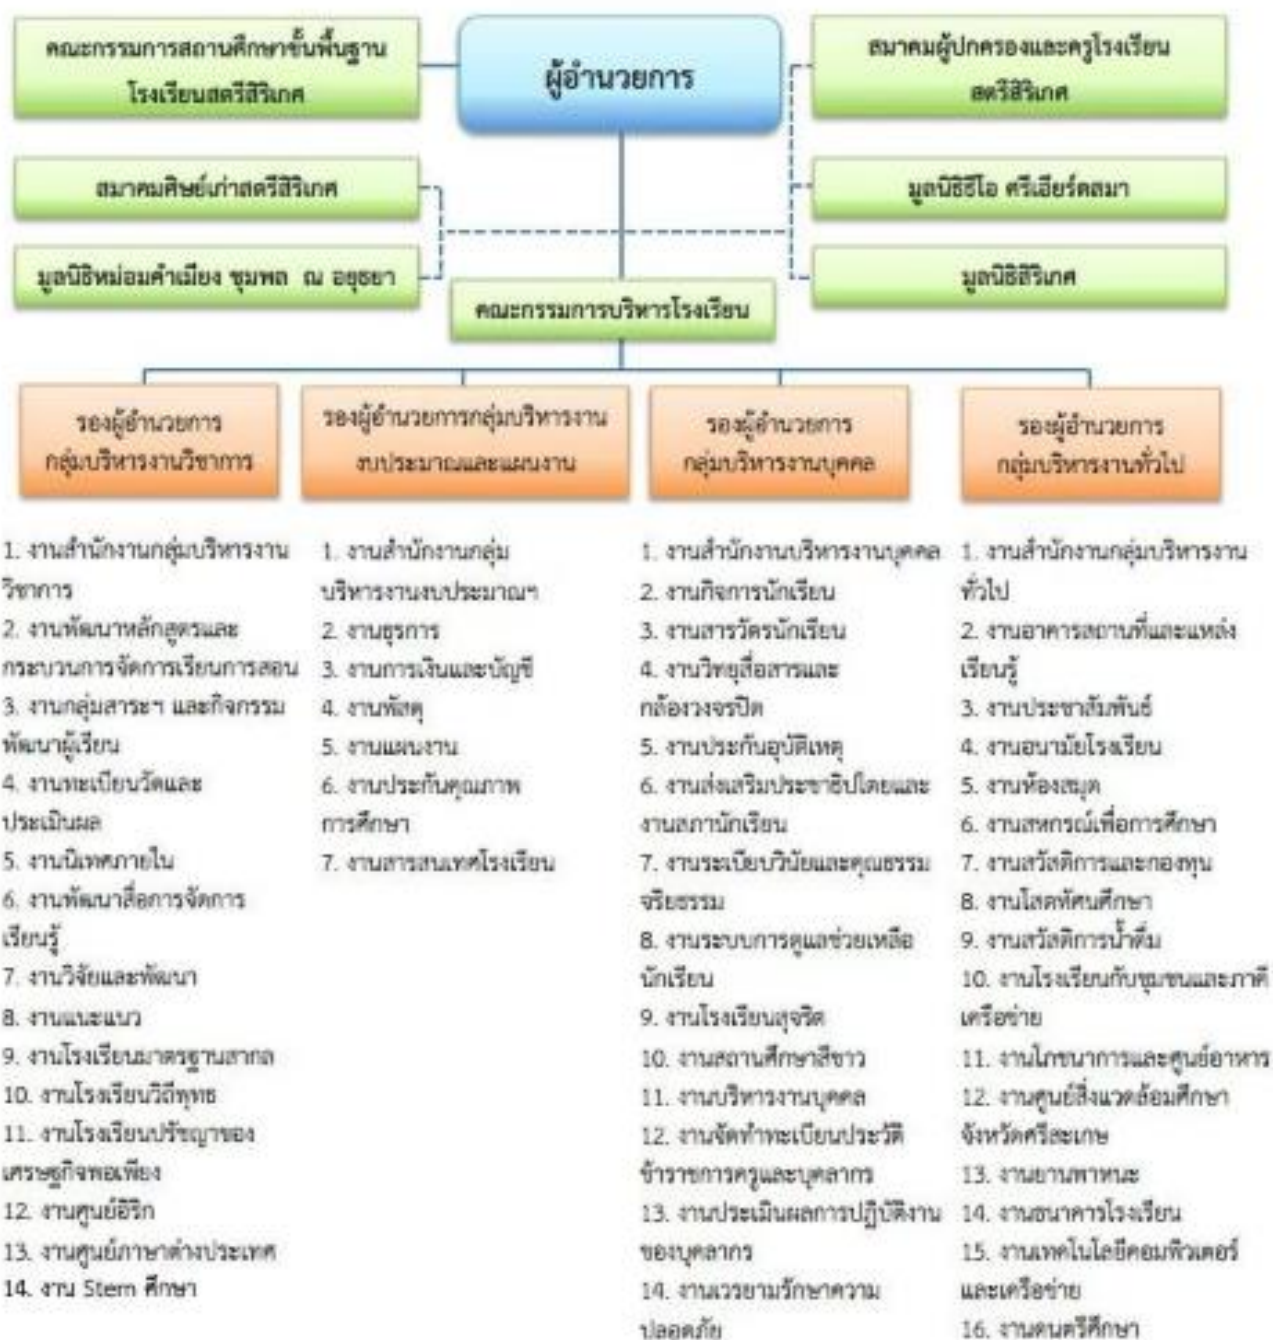 คณะกรรมการสถานศึกษาขั้นพื้นฐาน
โรงเรียนสตรีสิริเกศ
ผู้อำนวยการ
สมาคมผู้ปกครองและครูโรงเรียน
สตรีสิริเกศ
สมาคมศิษย์เก่าสตรีสิริเกศ
มูลนิธิธีโอ ศรีเฮียร์ดสมา
มูลนิธิหม่อมคำเมียง ชุมพล ณ อยุธยา
มูลนิธิสิริเกศ
คณะกรรมการบริหารโรงเรียน
รองผู้อำนวยการ
กลุ่มบริหารงานวิชาการ
รองผู้อำนวยการกลุ่มบริหารงาน
งบประมาณและแผนงาน
รองผู้อำนวยการ
กลุ่มบริหารงานบุคคล
รองผู้อำนวยการ
กลุ่มบริหารงานทั่วไป
1. งานสำนักงานกลุ่มบริหารงาน
วิชาการ
2. งานพัฒนาหลักสูตรและ
กระบวนการจัดการเรียนการสอน
3. งานกลุ่มสาระฯ และกิจกรรม
พัฒนาผู้เรียน
4. งานทะเบียนวัดและ
ประเมินผล
5. งานนิเทศภายใน
6. งานพัฒนาสื่อการจัดการ
เรียนรู้
7. งานวิจัยและพัฒนา
8. งานแนะแนว
9. งานโรงเรียนมาตรฐานสากล
10. งานโรงเรียนวิถีพุทธ
11. งานโรงเรียนปรัชญาของ
เศรษฐกิจพอเพียง
12. งานศูนย์อีริก
13. งานศูนย์ภาษาต่างประเทศ
14. งาน Stem ศึกษา
1. งานสำนักงานกลุ่ม
บริหารงานงบประมาณฯ
2. งานธุรการ
3. งานการเงินและบัญชี
4. งานพัสดุ
5. งานแผนงาน
6. งานประกันคุณภาพ
การศึกษา
7. งานสารสนเทศโรงเรียน
1. งานสำนักงานบริหารงานบุคคล
2. งานกิจการนักเรียน
3. งานสารวัตรนักเรียน
4. งานวิทยุสื่อสารและ
กล้องวงจรปิด
5. งานประกันอุบัติเหตุ
6. งานส่งเสริมประชาธิปไตยและ
งานสภานักเรียน
7. งานระเบียบวินัยและคุณธรรม
จริยธรรม
8. งานระบบการดูแลช่วยเหลือ
นักเรียน
9. งานโรงเรียนสุจริต
10. งานสถานศึกษาสีขาว
11. งานบริหารงานบุคคล
12. งานจัดทำทะเบียนประวัติ
ข้าราชการครูและบุคลากร
13. งานประเมินผลการปฏิบัติงาน
ของบุคลากร
14. งานเวรยามรักษาความ
ปลอดภัย
1. งานสำนักงานกลุ่มบริหารงาน
ทั่วไป
2. งานอาคารสถานที่และแหล่ง
เรียนรู้
3. งานประชาสัมพันธ์
4. งานอนามัยโรงเรียน
5. งานห้องสมุด
6. งานสหกรณ์เพื่อการศึกษา
7. งานสวัสดิการและกองทุน
8. งานโสตทัศนศึกษา
9. งานสวัสดิการน้ำดื่ม
10. งานโรงเรียนกับชุมชนและภาคี
เครือข่าย
11. งานโภชนาการและศูนย์อาหาร
12. งานศูนย์สิ่งแวดล้อมศึกษา
จังหวัดศรีสะเกษ
13. งานยานพาหนะ
14. งานธนาคารโรงเรียน
15. งานเทคโนโลยีคอมพิวเตอร์
และเครือข่าย
16. งานดนตรีศึกษา